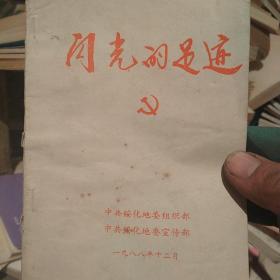 闪光的足迹
中共绥化地委组织部
中共绥化地委宣传部
一九八八年十二月